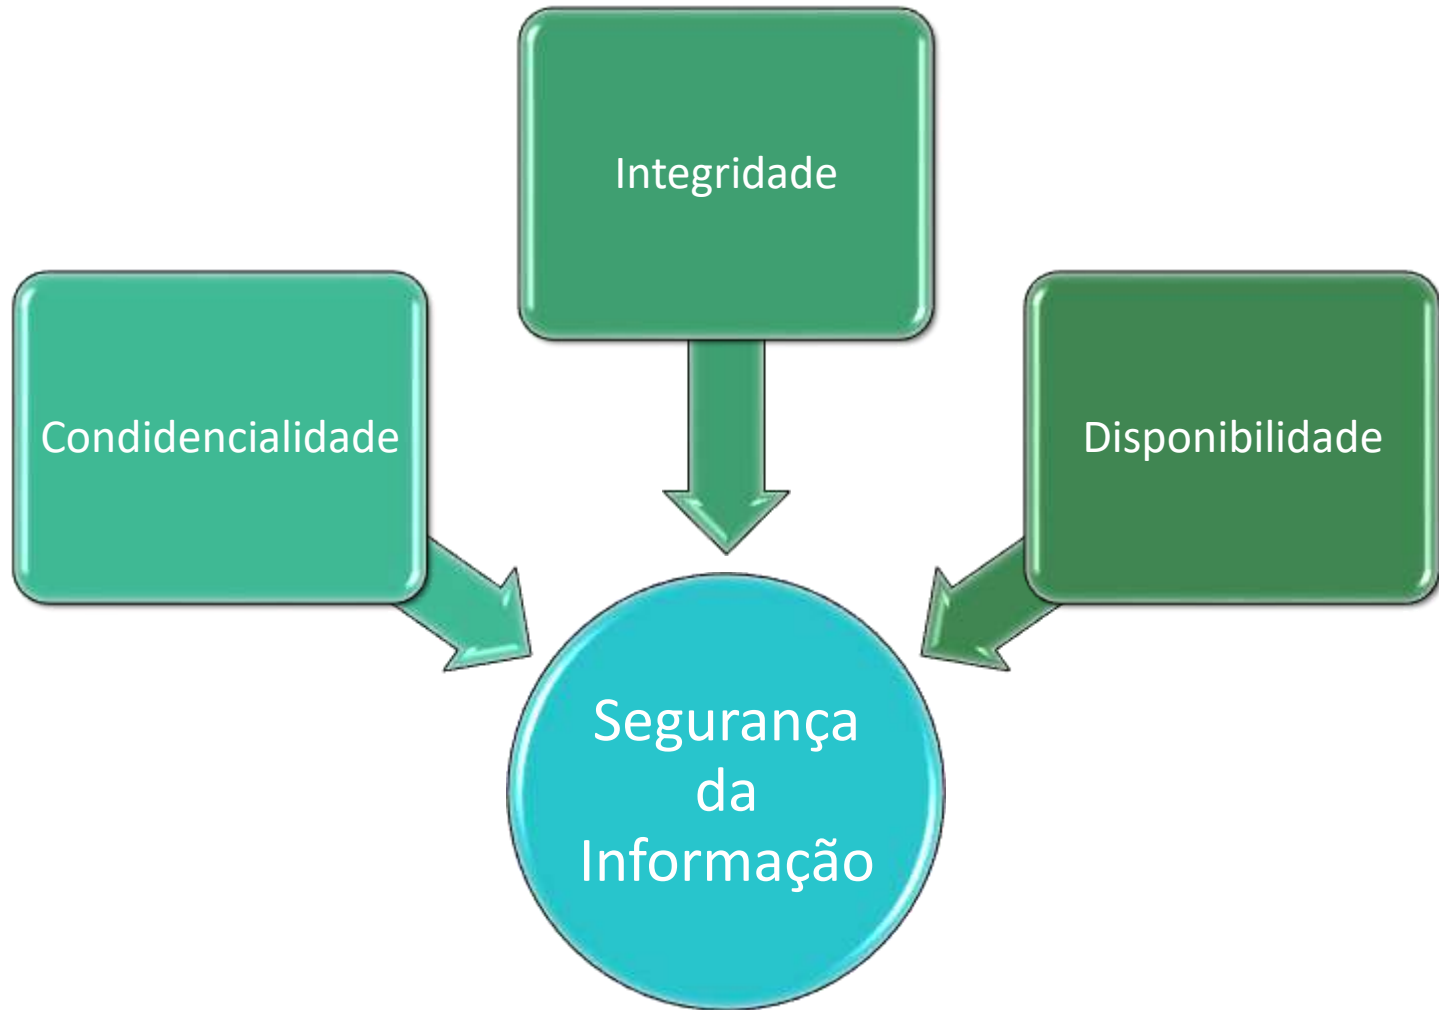 Integridade
Condidencialidade
Disponibilidade
Segurança
da
Informação